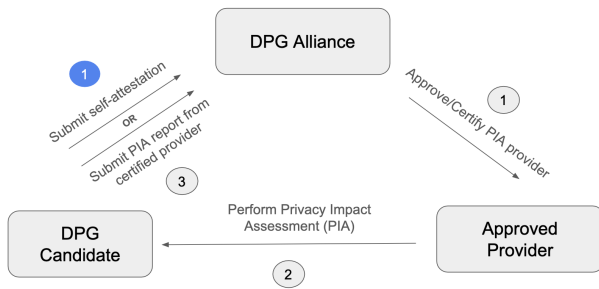 DPG Alliance
1
Submit self-attestation
OR
Submit PIA report from
certified provider
3
1
Approve/Certify PIA provider
DPG
Candidate
Perform Privacy Impact
Assessment (PIA)
2
Approved
Provider